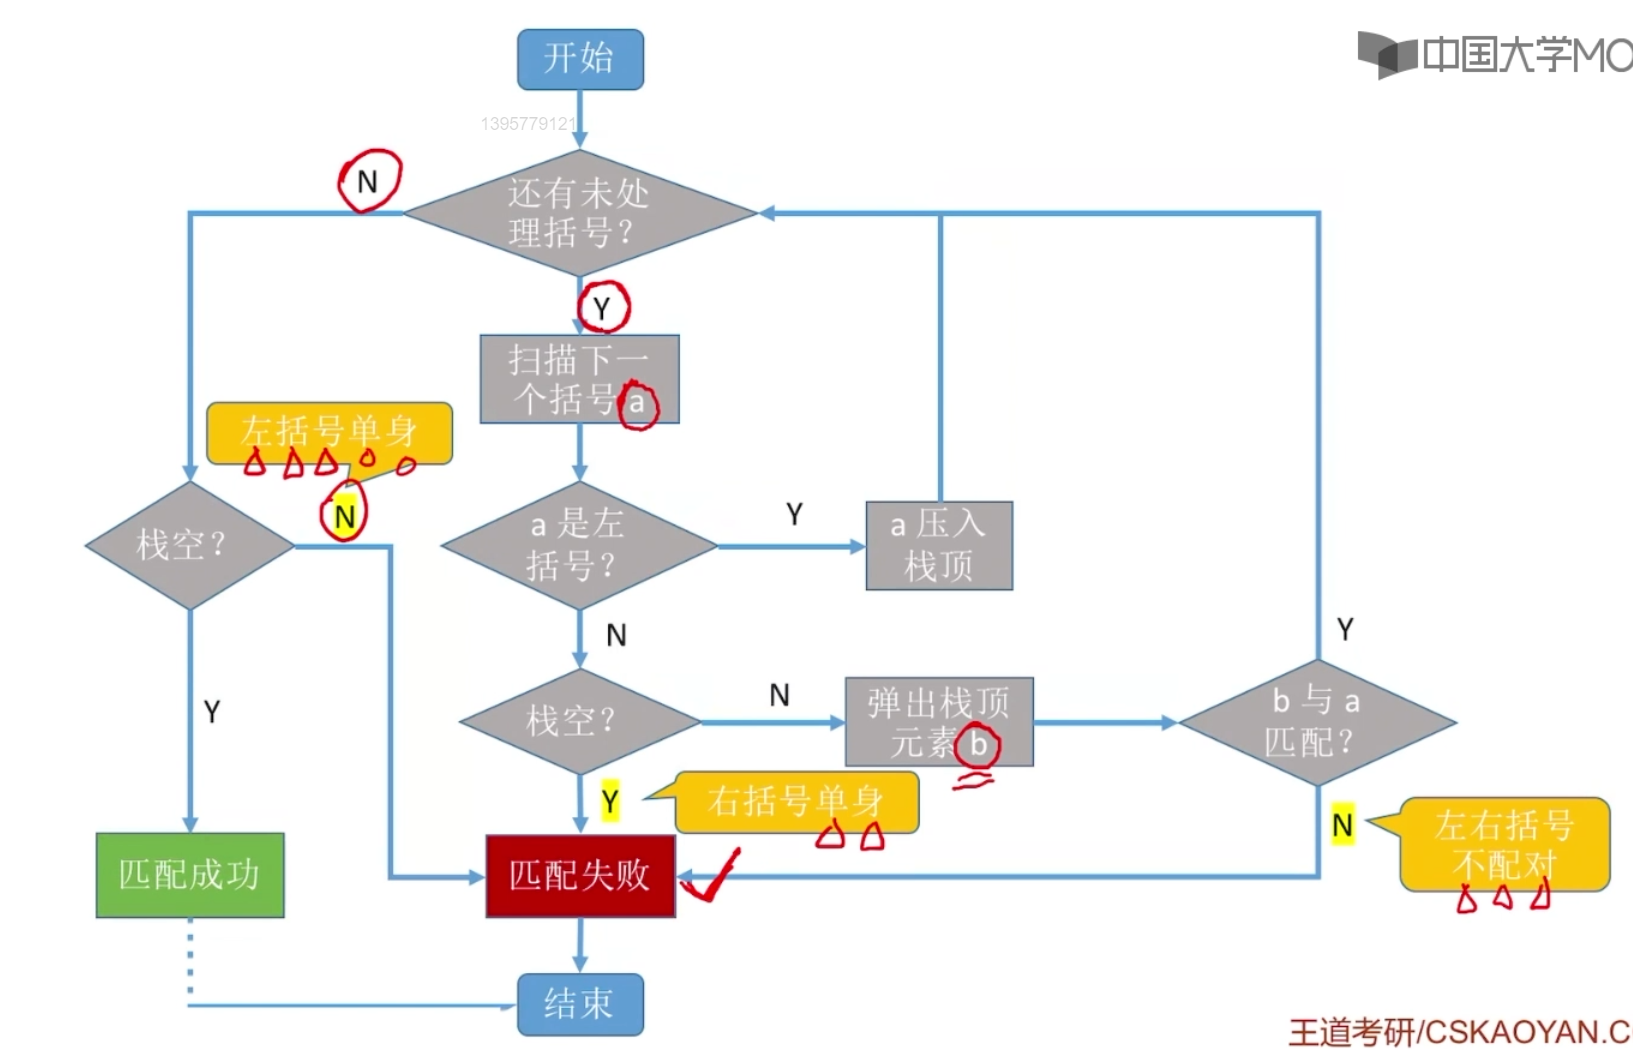 开始
中国大学MO
1395779121
N
还有未处
理括号？
Y
扫描下一
个括号 a
左括号单身
N
栈空？
a 是左
括号？
Y
a 压入
栈顶
N
Y
Y
栈空？
N
弹出栈顶
元素 b
b 与 a
匹配？
Y
右括号单身
N
左右括号
不配对
匹配成功
匹配失败
结束
王道考研/CSKAOYAN.C